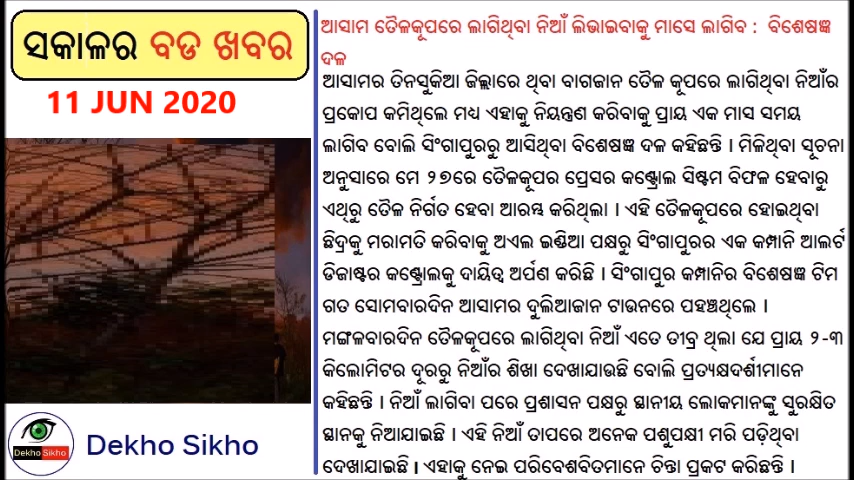 ସକାଳର ବଡ ଖବର
11 JUN 2020
ଆସାମ ତୈଳକୂପରେ ଲାଗିଥିବା ନିଆଁ ଲିଭାଇବାକୁ ମାସେ ଲାଗିବ : ବିଶେଷଜ୍ଞ
ଦଳ
ଆସାମର ତିନସୁକିଆ ଜିଲ୍ଲାରେ ଥିବା ବାଗଜାନ ତୈଳ କୂପରେ ଲାଗିଥିବା ନିଆଁର
ପ୍ରକୋପ କମିଥିଲେ ମଧ୍ୟ ଏହାକୁ ନିୟନ୍ତ୍ରଣ କରିବାକୁ ପ୍ରାୟ ଏକ ମାସ ସମୟ
ଲାଗିବ ବୋଲି ସିଂଗାପୁରରୁ ଆସିଥିବା ବିଶେଷଜ୍ଞ ଦଳ କହିଛନ୍ତି । ମିଳିଥିବା ସୂଚନା
ଅନୁସାରେ ମେ ୨୭ରେ ତୈଳକୂପର ପ୍ରେସର କଣ୍ଟ୍ରୋଲ ସିଷ୍ଟମ ବିଫଳ ହେବାରୁ
ଏଥିରୁ ତୈଳ ନିର୍ଗତ ହେବା ଆରମ୍ଭ କରିଥିଲା । ଏହି ତୈଳକୂପରେ ହୋଇଥିବା
ଛିଦ୍ରକୁ ମରାମତି କରିବାକୁ ଅଏଲ ଇଣ୍ଡିଆ ପକ୍ଷରୁ ସିଂଗାପୁରର ଏକ କମ୍ପାନି ଆଲର୍ଟ
ଡିଜାଷ୍ଟର କଣ୍ଟ୍ରୋଲକୁ ଦାୟିତ୍ୱ ଅର୍ପଣ କରିଛି । ସିଂଗାପୁର କମ୍ପାନିର ବିଶେଷଜ୍ଞ ଟିମ
ଗତ ସୋମବାରଦିନ ଆସାମର ଦୁଲିଆଜାନ ଟାଉନରେ ପହଞ୍ଚଥିଲେ ।
ମଙ୍ଗଳବାରଦିନ ତୈଳକୂପରେ ଲାଗିଥିବା ନିଆଁ ଏତେ ତୀବ୍ର ଥିଲା ଯେ ପ୍ରାୟ ୨-୩
କିଲୋମିଟର ଦୂରରୁ ନିଆଁର ଶିଖା ଦେଖାଯାଉଛି ବୋଲି ପ୍ରତ୍ୟକ୍ଷଦର୍ଶୀମାନେ
କହିଛନ୍ତି । ନିଆଁ ଲାଗିବା ପରେ ପ୍ରଶାସନ ପକ୍ଷରୁ ସ୍ଥାନୀୟ ଲୋକମାନଙ୍କୁ ସୁରକ୍ଷିତ
ସ୍ଥାନକୁ ନିଆଯାଇଛି । ଏହି ନିଆଁ ତାପରେ ଅନେକ ପଶୁପକ୍ଷୀ ମରି ପଡ଼ିଥିବା
ଦେଖାଯାଇଛି । ଏହାକୁ ନେଇ ପରିବେଶବିତମାନେ ଚିନ୍ତା ପ୍ରକଟ କରିଛନ୍ତି ।
Dekho Sikho
Dekho Sikho